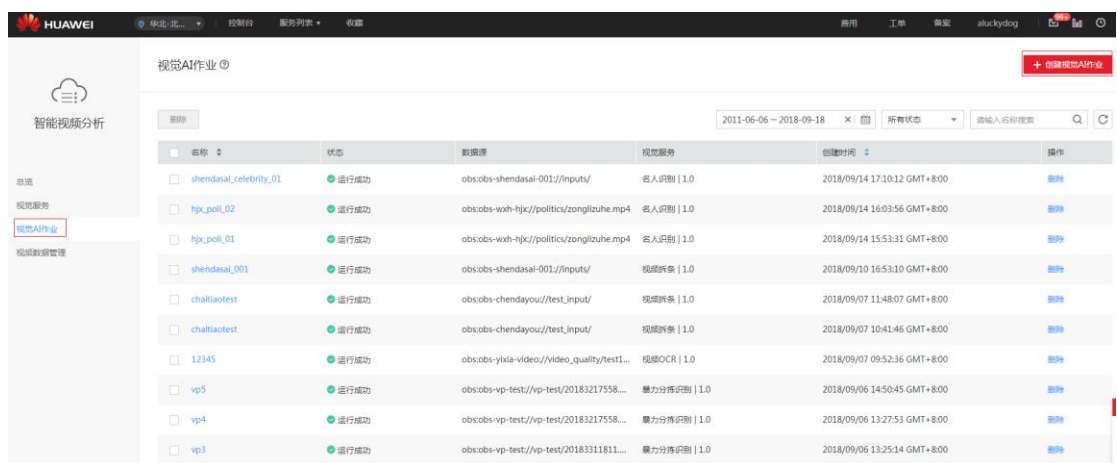 HUAWEI 华北-北... 控制台 服务列表 收藏 费用 工单 备案 aluckydog 99+
视觉AI作业 + 创建视觉AI作业
智能视频分析
删除 2011-06-06 ~ 2018-09-18 所有状态 请输入名称搜索
名称 状态 数据源 视觉服务 创建时间 操作
shendasai_celebrity_01 运行成功 obs:obs-shendasai-001://inputs/ 名人识别 | 1.0 2018/09/14 17:10:12 GMT+8:00 删除
总览
视觉服务
hjx_poli_02 运行成功 obs:obs-wxh-hjx://politics/zonglizuhe.mp4 名人识别 | 1.0 2018/09/14 16:03:56 GMT+8:00 删除
视觉AI作业
hjx_poli_01 运行成功 obs:obs-wxh-hjx://politics/zonglizuhe.mp4 名人识别 | 1.0 2018/09/14 15:53:31 GMT+8:00 删除
视频数据管理
shendasai_001 运行成功 obs:obs-shendasai-001://inputs/ 视频拆条 | 1.0 2018/09/10 16:53:10 GMT+8:00 删除
chaitiaotest 运行成功 obs:obs-chendayou://test_input/ 视频拆条 | 1.0 2018/09/07 11:48:07 GMT+8:00 删除
chaitiaotest 运行成功 obs:obs-chendayou://test_input/ 视频拆条 | 1.0 2018/09/07 10:41:46 GMT+8:00 删除
12345 运行成功 obs:obs-yixia-video://video_quality/test1... 视频OCR | 1.0 2018/09/07 09:52:36 GMT+8:00 删除
vp5 运行成功 obs:obs-vp-test://vp-test/20183217558.... 暴力分拣识别 | 1.0 2018/09/06 14:50:45 GMT+8:00 删除
vp4 运行成功 obs:obs-vp-test://vp-test/20183217558.... 暴力分拣识别 | 1.0 2018/09/06 13:27:53 GMT+8:00 删除
vp3 运行成功 obs:obs-vp-test://vp-test/20183311811.... 暴力分拣识别 | 1.0 2018/09/06 13:25:14 GMT+8:00 删除